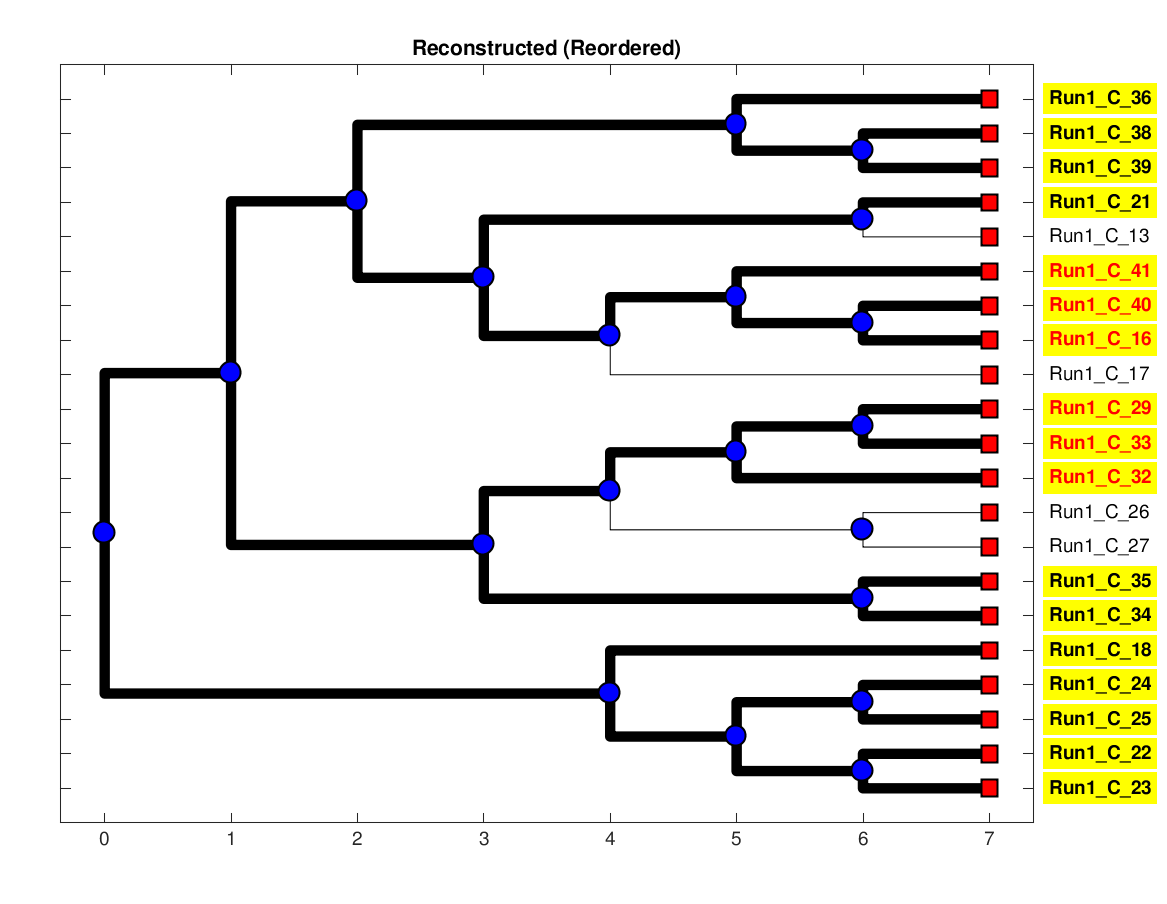 Reconstructed (Reordered)
Run1_C_36
Run1_C_38
Run1_C_39
Run1_C_21
Run1_C_13
Run1_C_41
Run1_C_40
Run1_C_16
Run1_C_17
Run1_C_29
Run1_C_33
Run1_C_32
Run1_C_26
Run1_C_27
Run1_C_35
Run1_C_34
Run1_C_18
Run1_C_24
Run1_C_25
Run1_C_22
Run1_C_23
0 1 2 3 4 5 6 7